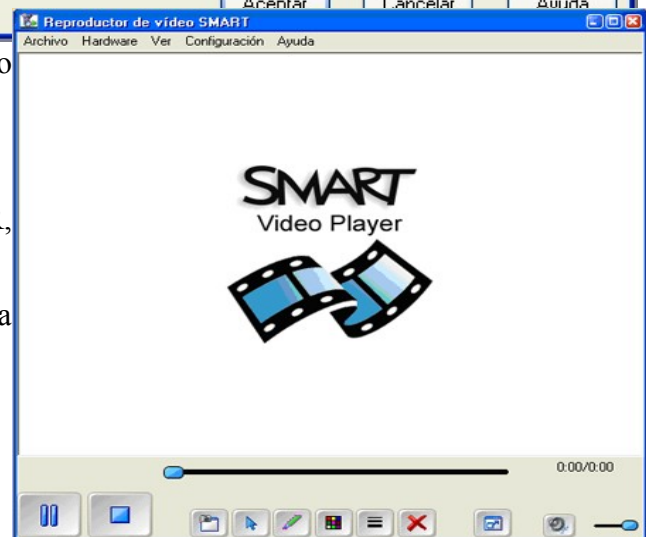 Aceptar Cancelar Ayuda
Reproductor de vídeo SMART
Archivo Hardware Ver Configuración Ayuda
o
SMART
Video Player
a
0:00/0:00